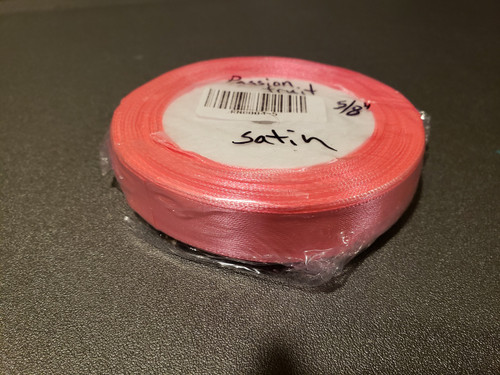 Passion
fruit
5/8"
satin